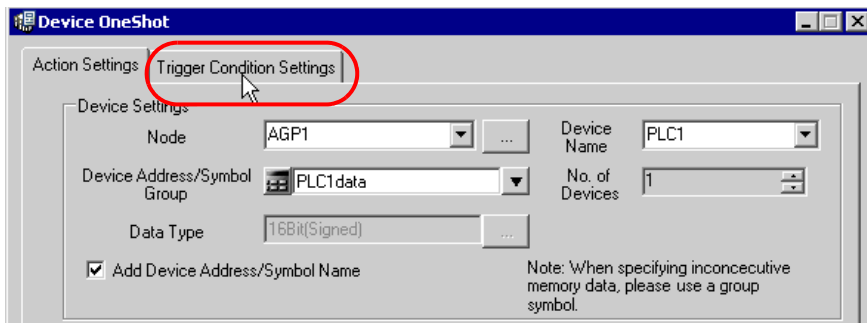 Device OneShot
Action Settings
Trigger Condition Settings
Device Settings
Node
AGP1
...
Device
Name
PLC1
Device Address/Symbol
Group
PLC1data
No. of
Devices
1
Data Type
16Bit(Signed)
...
Add Device Address/Symbol Name
Note: When specifying inconcecutive
memory data, please use a group
symbol.